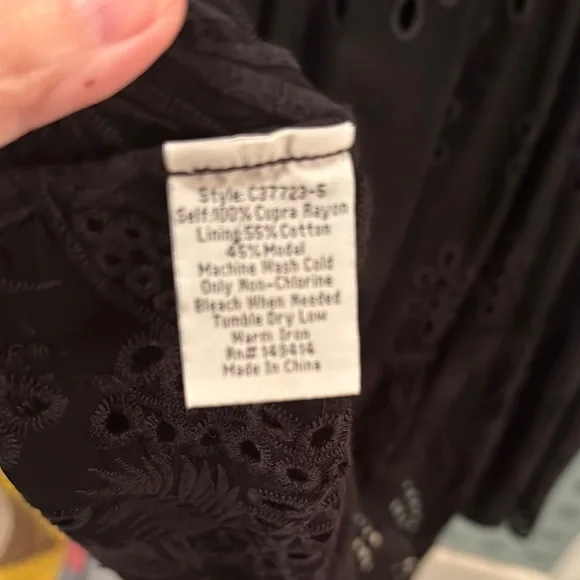 Style: C37723-S
Self:100% Cupra Rayon
Lining:55% Cotton
45% Modal
Machine Wash Cold
Only Non-Chlorine
Bleach When Needed
Tumble Dry Low
Warm Iron
Rn# 145414
Made In China